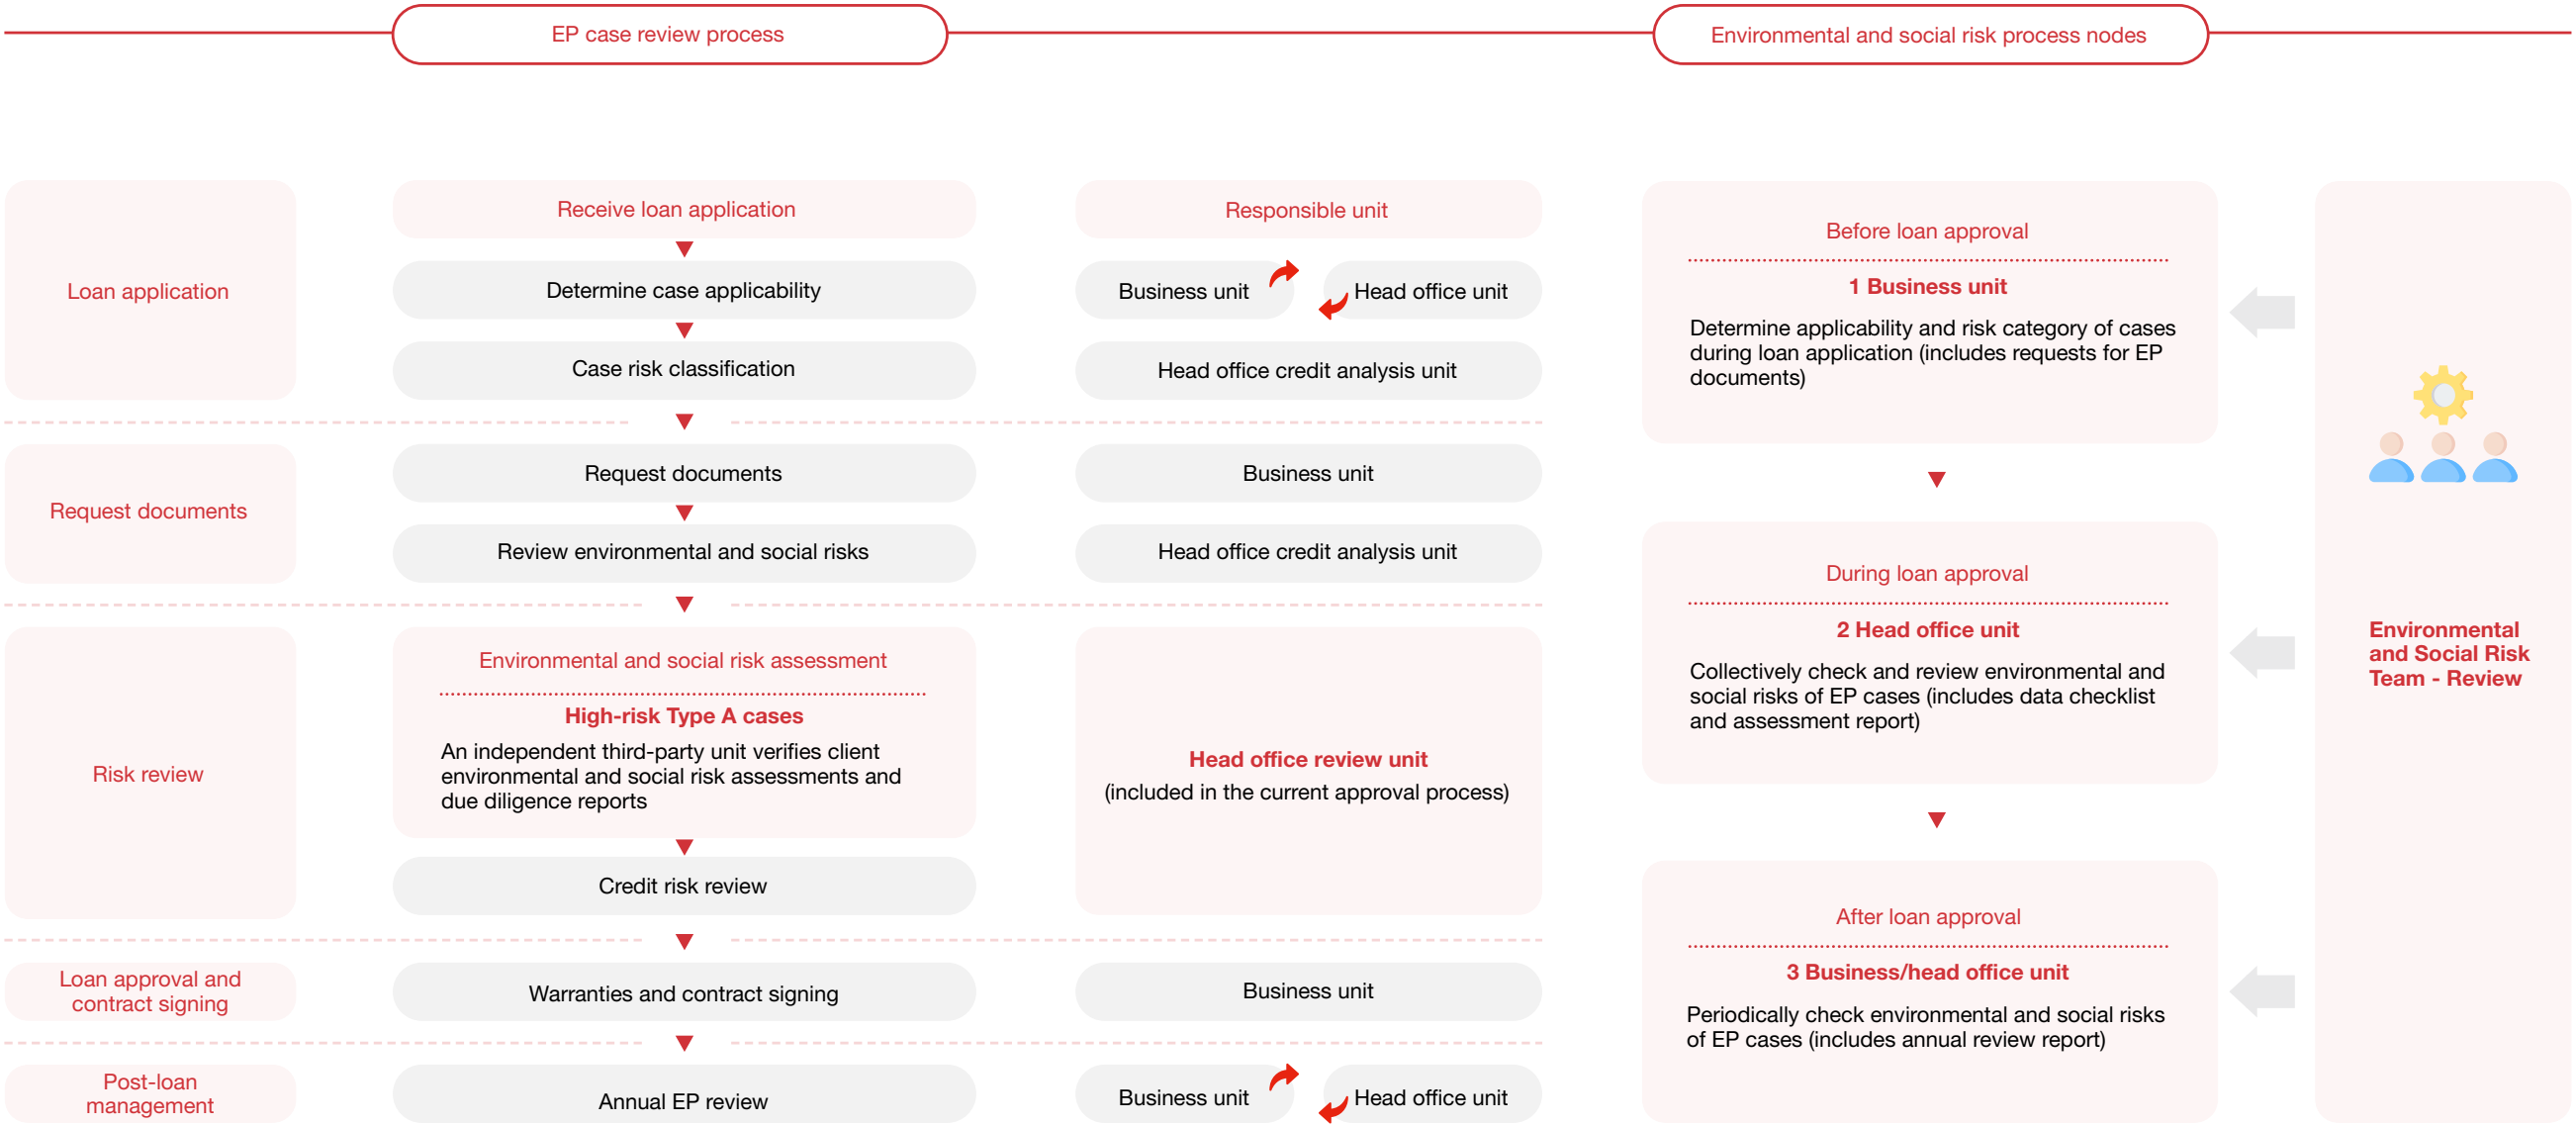 EP case review process
Environmental and social risk process nodes
Loan application
Receive loan application
Responsible unit
Determine case applicability
Business unit
Head office unit
Case risk classification
Head office credit analysis unit
Request documents
Request documents
Business unit
Review environmental and social risks
Head office credit analysis unit
Risk review
Environmental and social risk assessment
High-risk Type A cases
An independent third-party unit verifies client
environmental and social risk assessments and
due diligence reports
Head office review unit
(included in the current approval process)
Credit risk review
Loan approval and
contract signing
Warranties and contract signing
Business unit
Post-loan
management
Annual EP review
Business unit
Head office unit
Before loan approval
1 Business unit
Determine applicability and risk category of cases
during loan application (includes requests for EP
documents)
During loan approval
2 Head office unit
Collectively check and review environmental and
social risks of EP cases (includes data checklist
and assessment report)
After loan approval
3 Business/head office unit
Periodically check environmental and social risks
of EP cases (includes annual review report)
Environmental
and Social Risk
Team - Review